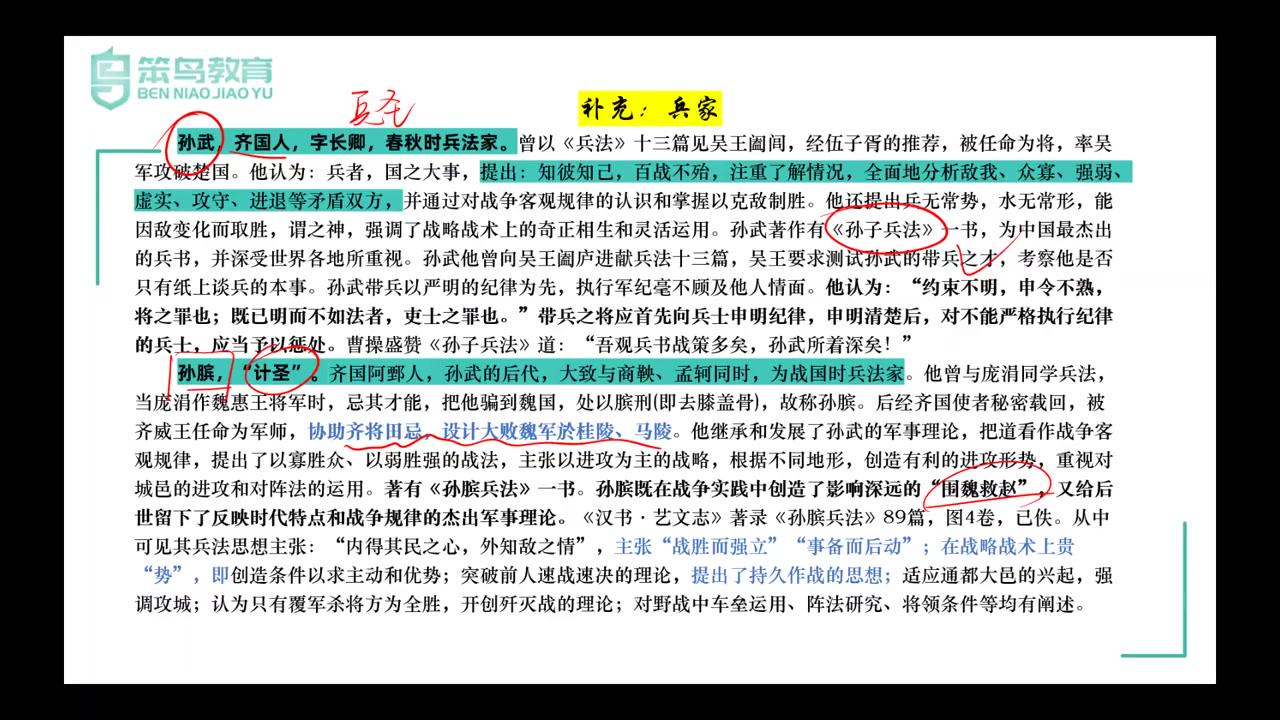 笨鸟教育
BEN NIAO JIAO YU
兵圣
补充：兵家
孙武，齐国人，字长卿，春秋时兵法家。曾以《兵法》十三篇见吴王阖闾，经伍子胥的推荐，被任命为将，率吴
军攻破楚国。他认为：兵者，国之大事，提出：知彼知己，百战不殆，注重了解情况，全面地分析敌我、众寡、强弱、
虚实、攻守、进退等矛盾双方，并通过对战争客观规律的认识和掌握以克敌制胜。他还提出兵无常势，水无常形，能
因敌变化而取胜，谓之神，强调了战略战术上的奇正相生和灵活运用。孙武著作有《孙子兵法》一书，为中国最杰出
的兵书，并深受世界各地所重视。孙武他曾向吴王阖庐进献兵法十三篇，吴王要求测试孙武的带兵之才，考察他是否
只有纸上谈兵的本事。孙武带兵以严明的纪律为先，执行军纪毫不顾及他人情面。他认为：“约束不明，申令不熟，
将之罪也；既已明而不如法者，吏士之罪也。”带兵之将应首先向兵士申明纪律，申明清楚后，对不能严格执行纪律
的兵士，应当予以惩处。曹操盛赞《孙子兵法》道：“吾观兵书战策多矣，孙武所着深矣！”
孙膑，“计圣”。齐国阿鄄人，孙武的后代，大致与商鞅、孟轲同时，为战国时兵法家。他曾与庞涓同学兵法，
当庞涓作魏惠王将军时，忌其才能，把他骗到魏国，处以膑刑(即去膝盖骨)，故称孙膑。后经齐国使者秘密载回，被
齐威王任命为军师，协助齐将田忌，设计大败魏军於桂陵、马陵。他继承和发展了孙武的军事理论，把道看作战争客
观规律，提出了以寡胜众、以弱胜强的战法，主张以进攻为主的战略，根据不同地形，创造有利的进攻形势，重视对
城邑的进攻和对阵法的运用。著有《孙膑兵法》一书。孙膑既在战争实践中创造了影响深远的“围魏救赵”，又给后
世留下了反映时代特点和战争规律的杰出军事理论。《汉书·艺文志》著录《孙膑兵法》89篇，图4卷，已佚。从中
可见其兵法思想主张：“内得其民之心，外知敌之情”，主张“战胜而强立”“事备而后动”；在战略战术上贵
“势”，即创造条件以求主动和优势；突破前人速战速决的理论，提出了持久作战的思想；适应通都大邑的兴起，强
调攻城；认为只有覆军杀将方为全胜，开创歼灭战的理论；对野战中车垒运用、阵法研究、将领条件等均有阐述。